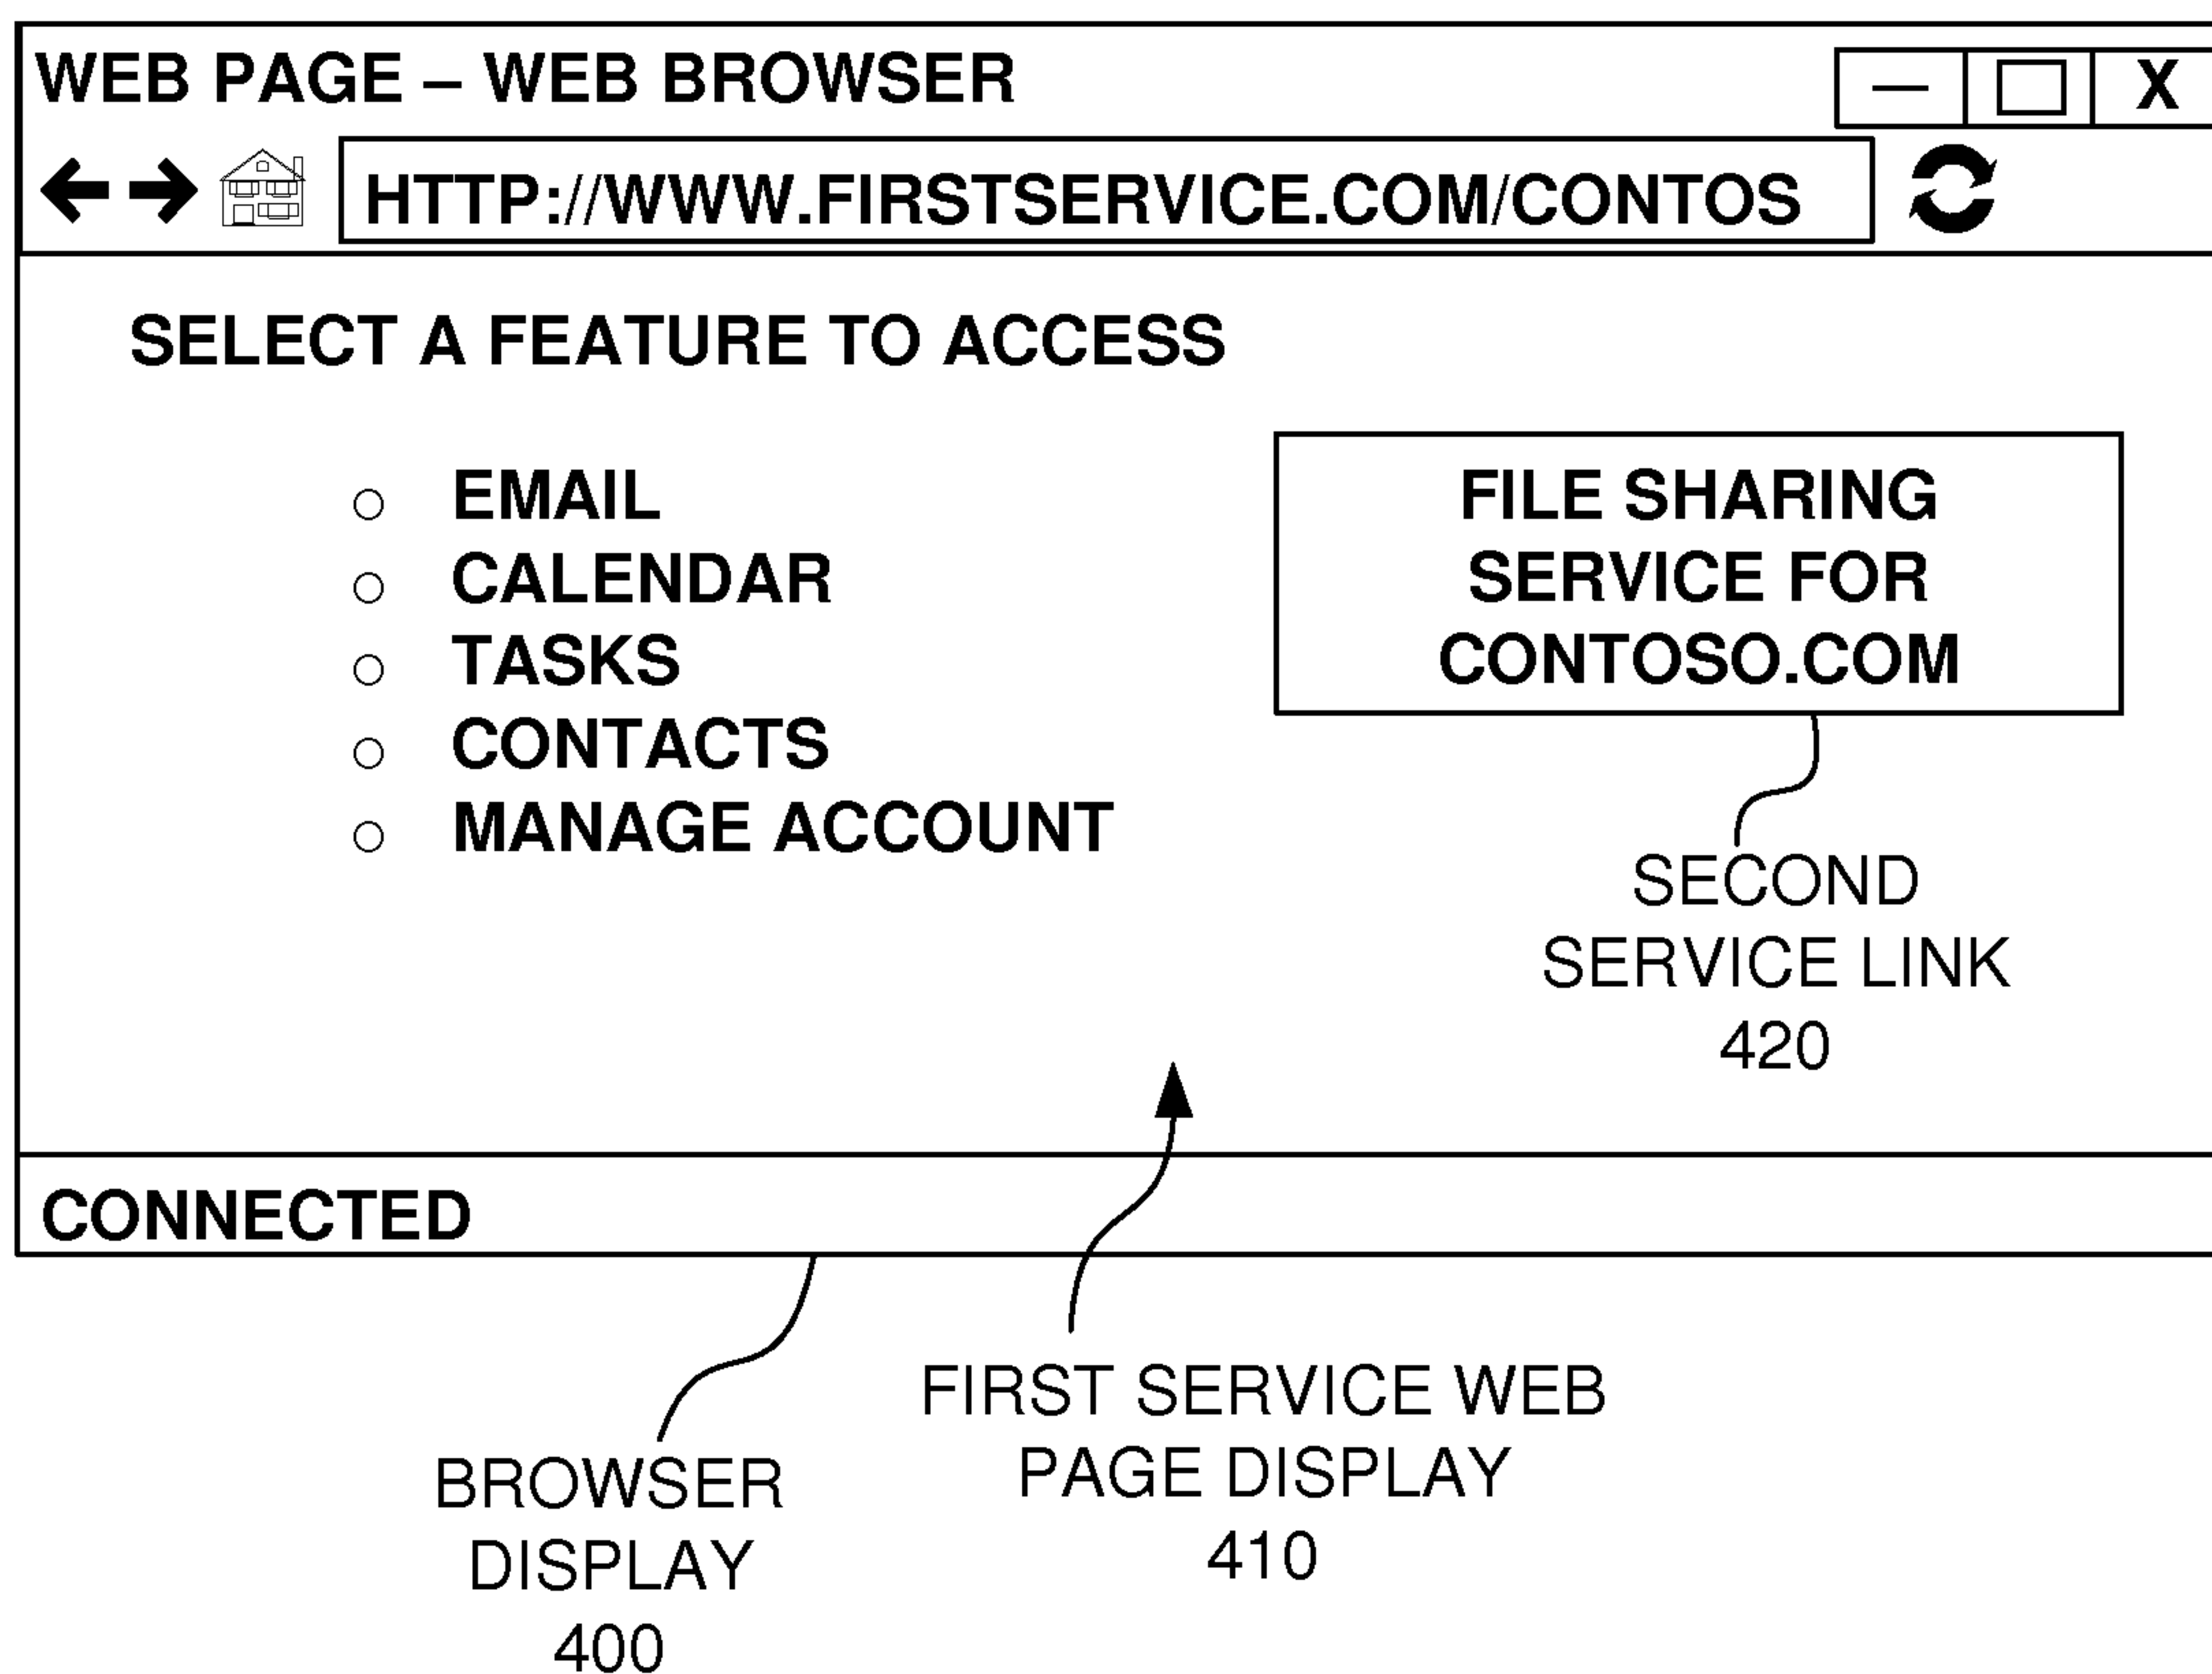 WEB PAGE – WEB BROWSER
X
HTTP://WWW.FIRSTSERVICE.COM/CONTOS
SELECT A FEATURE TO ACCESS
EMAIL
CALENDAR
TASKS
CONTACTS
MANAGE ACCOUNT
FILE SHARING
SERVICE FOR
CONTOSO.COM
SECOND
SERVICE LINK
420
CONNECTED
BROWSER
DISPLAY
400
FIRST SERVICE WEB
PAGE DISPLAY
410